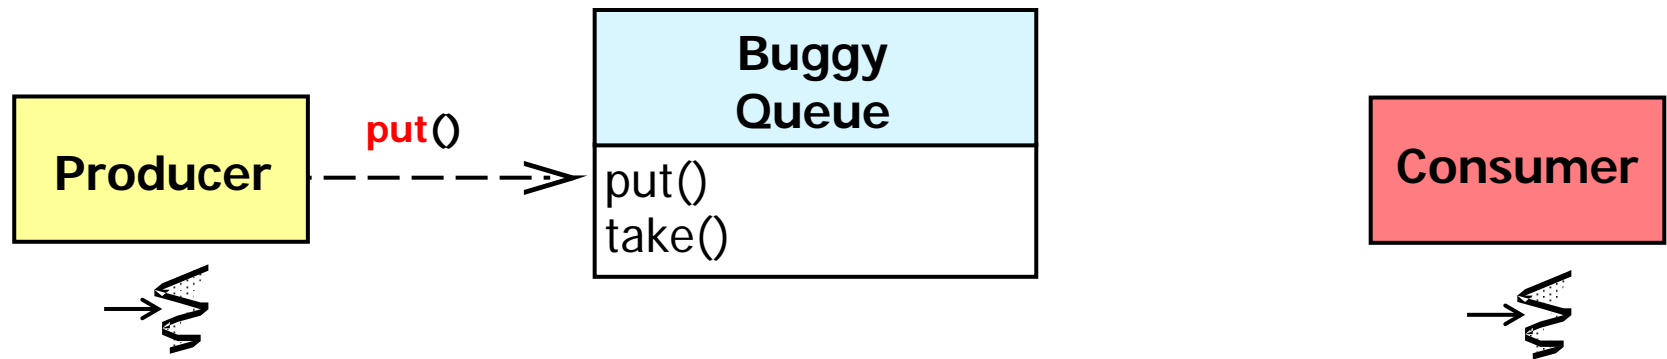 Buggy
Queue
Producer
put()
put()
take()
Consumer